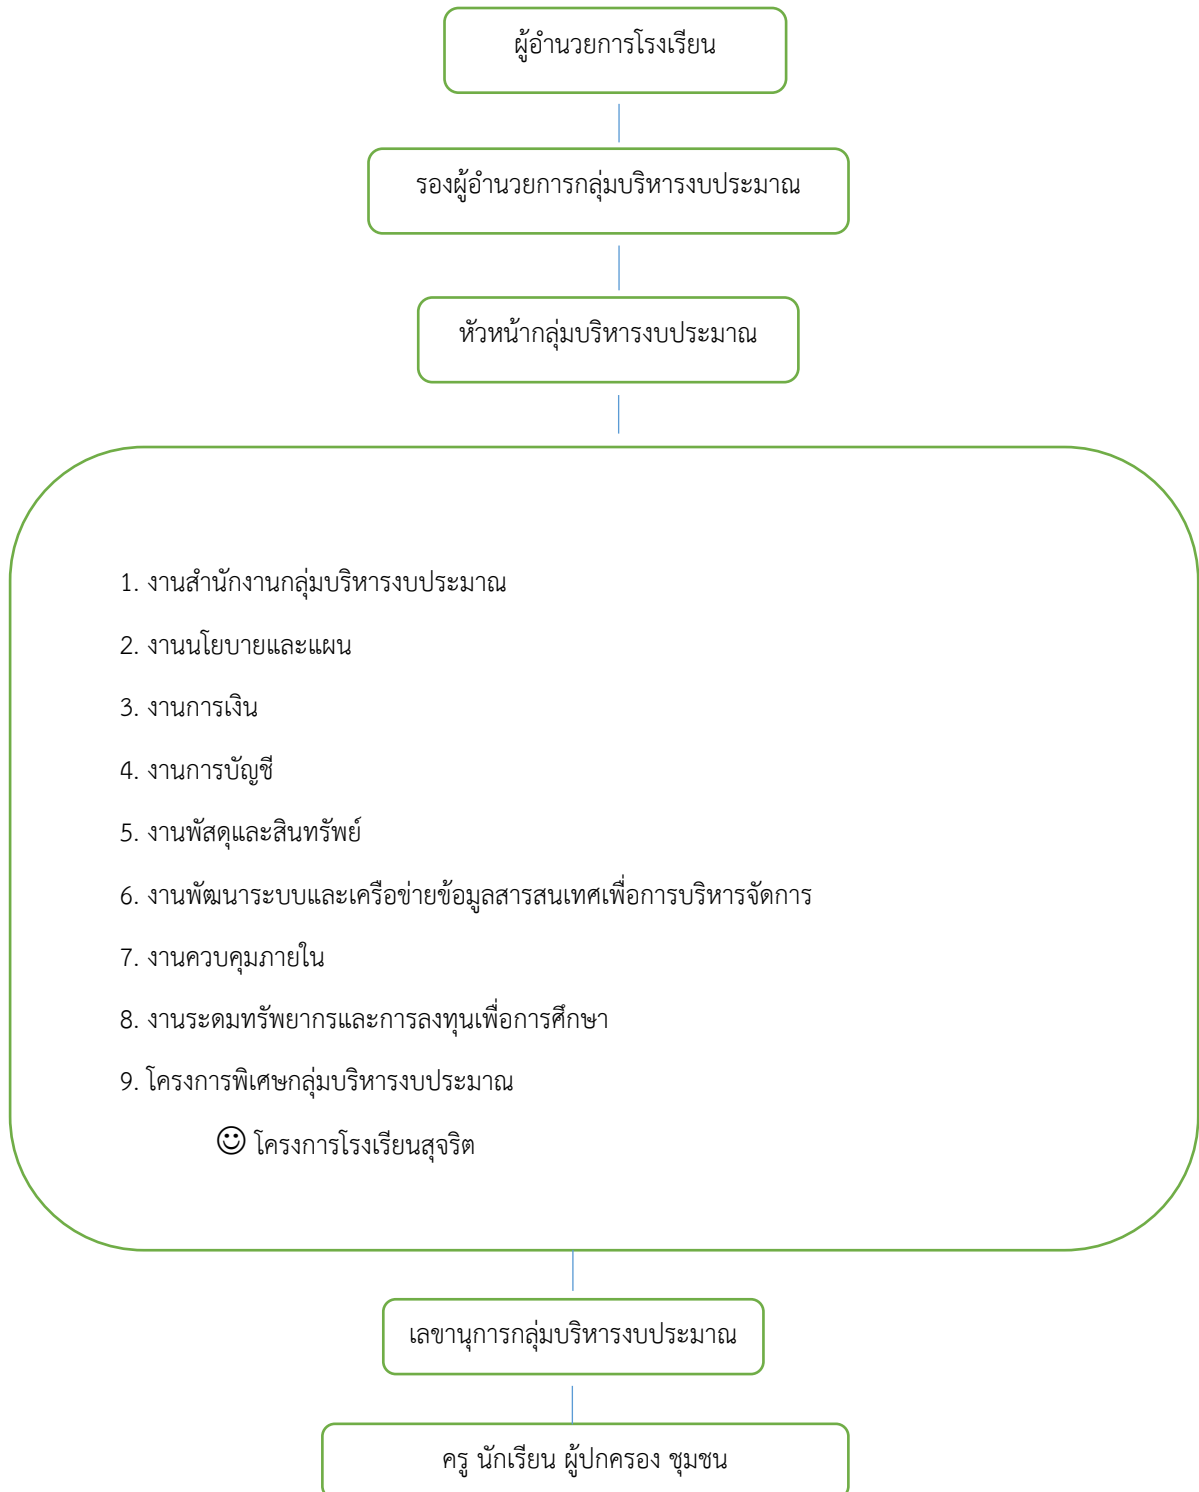 ผู้อำนวยการโรงเรียน
รองผู้อำนวยการกลุ่มบริหารงบประมาณ
หัวหน้ากลุ่มบริหารงบประมาณ
1. งานสำนักงานกลุ่มบริหารงบประมาณ
2. งานนโยบายและแผน
3. งานการเงิน
4. งานการบัญชี
5. งานพัสดุและสินทรัพย์
6. งานพัฒนาระบบและเครือข่ายข้อมูลสารสนเทศเพื่อการบริหารจัดการ
7. งานควบคุมภายใน
8. งานระดมทรัพยากรและการลงทุนเพื่อการศึกษา
9. โครงการพิเศษกลุ่มบริหารงบประมาณ
☺ โครงการโรงเรียนสุจริต
เลขานุการกลุ่มบริหารงบประมาณ
ครู นักเรียน ผู้ปกครอง ชุมชน